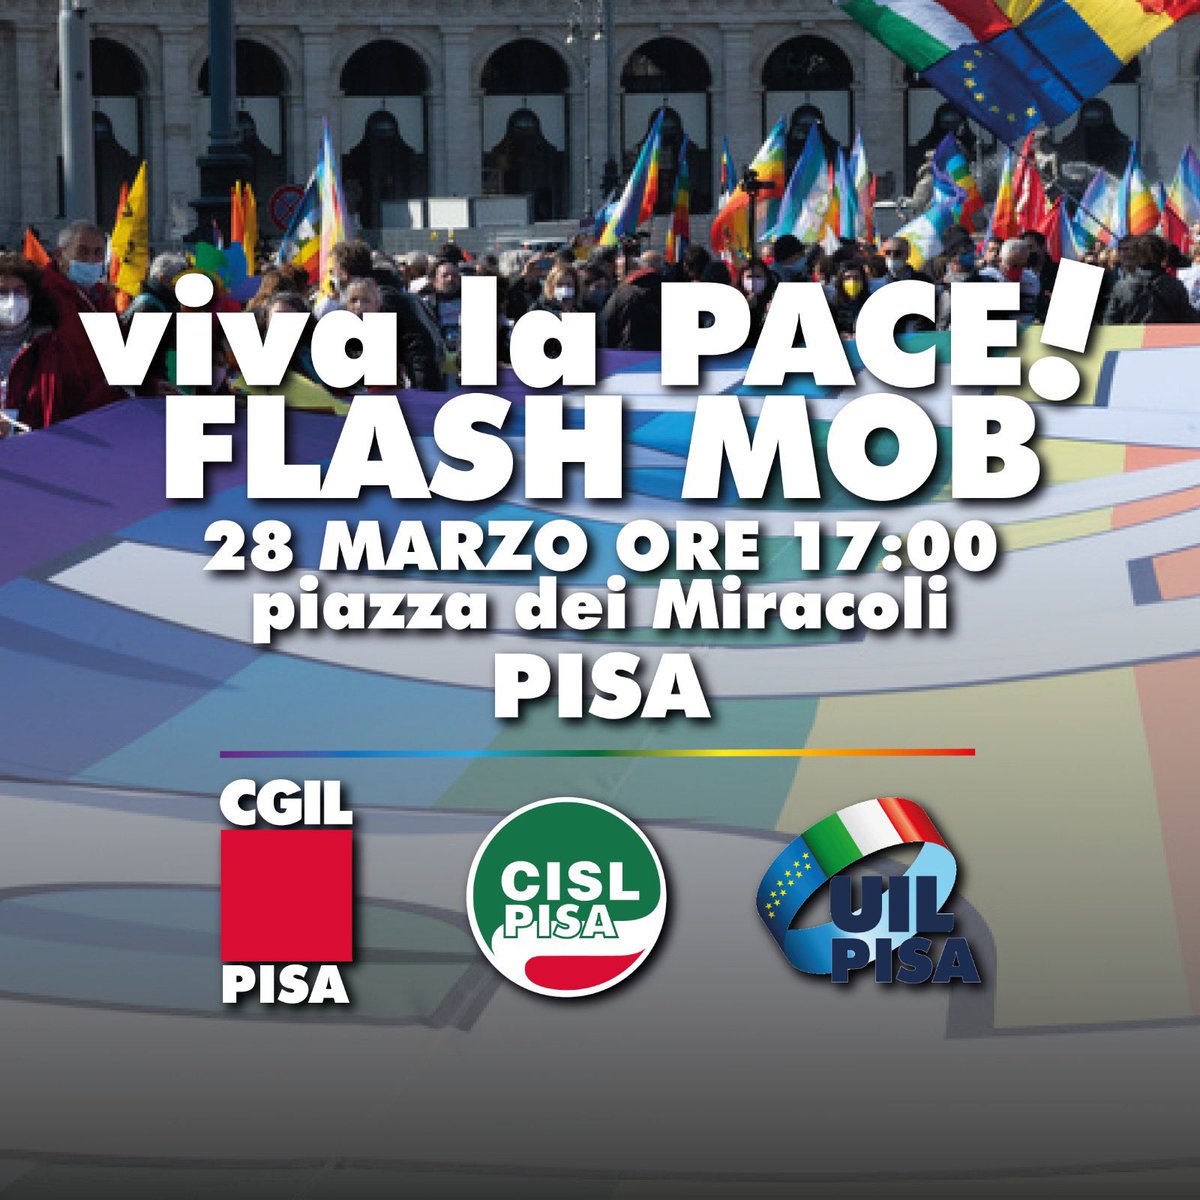 viva la PACE!
FLASH MOB
28 MARZO ORE 17:00
piazza dei Miracoli
PISA
CGIL
PISA
CISL
PISA
UIL
PISA